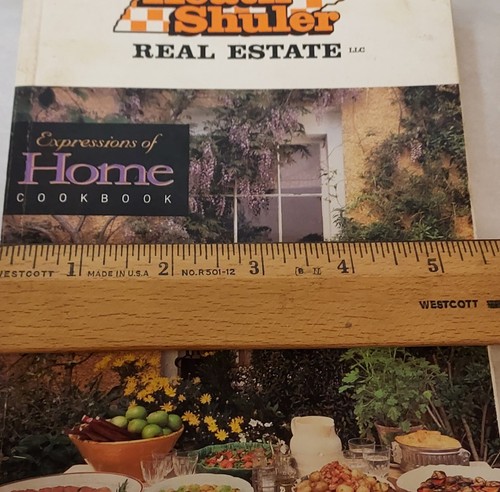 Shuler
REAL ESTATE LLC
Expressions of
Home
COOKBOOK
1 2 3 4 5
WESTCOTT MADE IN U.S.A. NO. R501-12
WESTCOTT